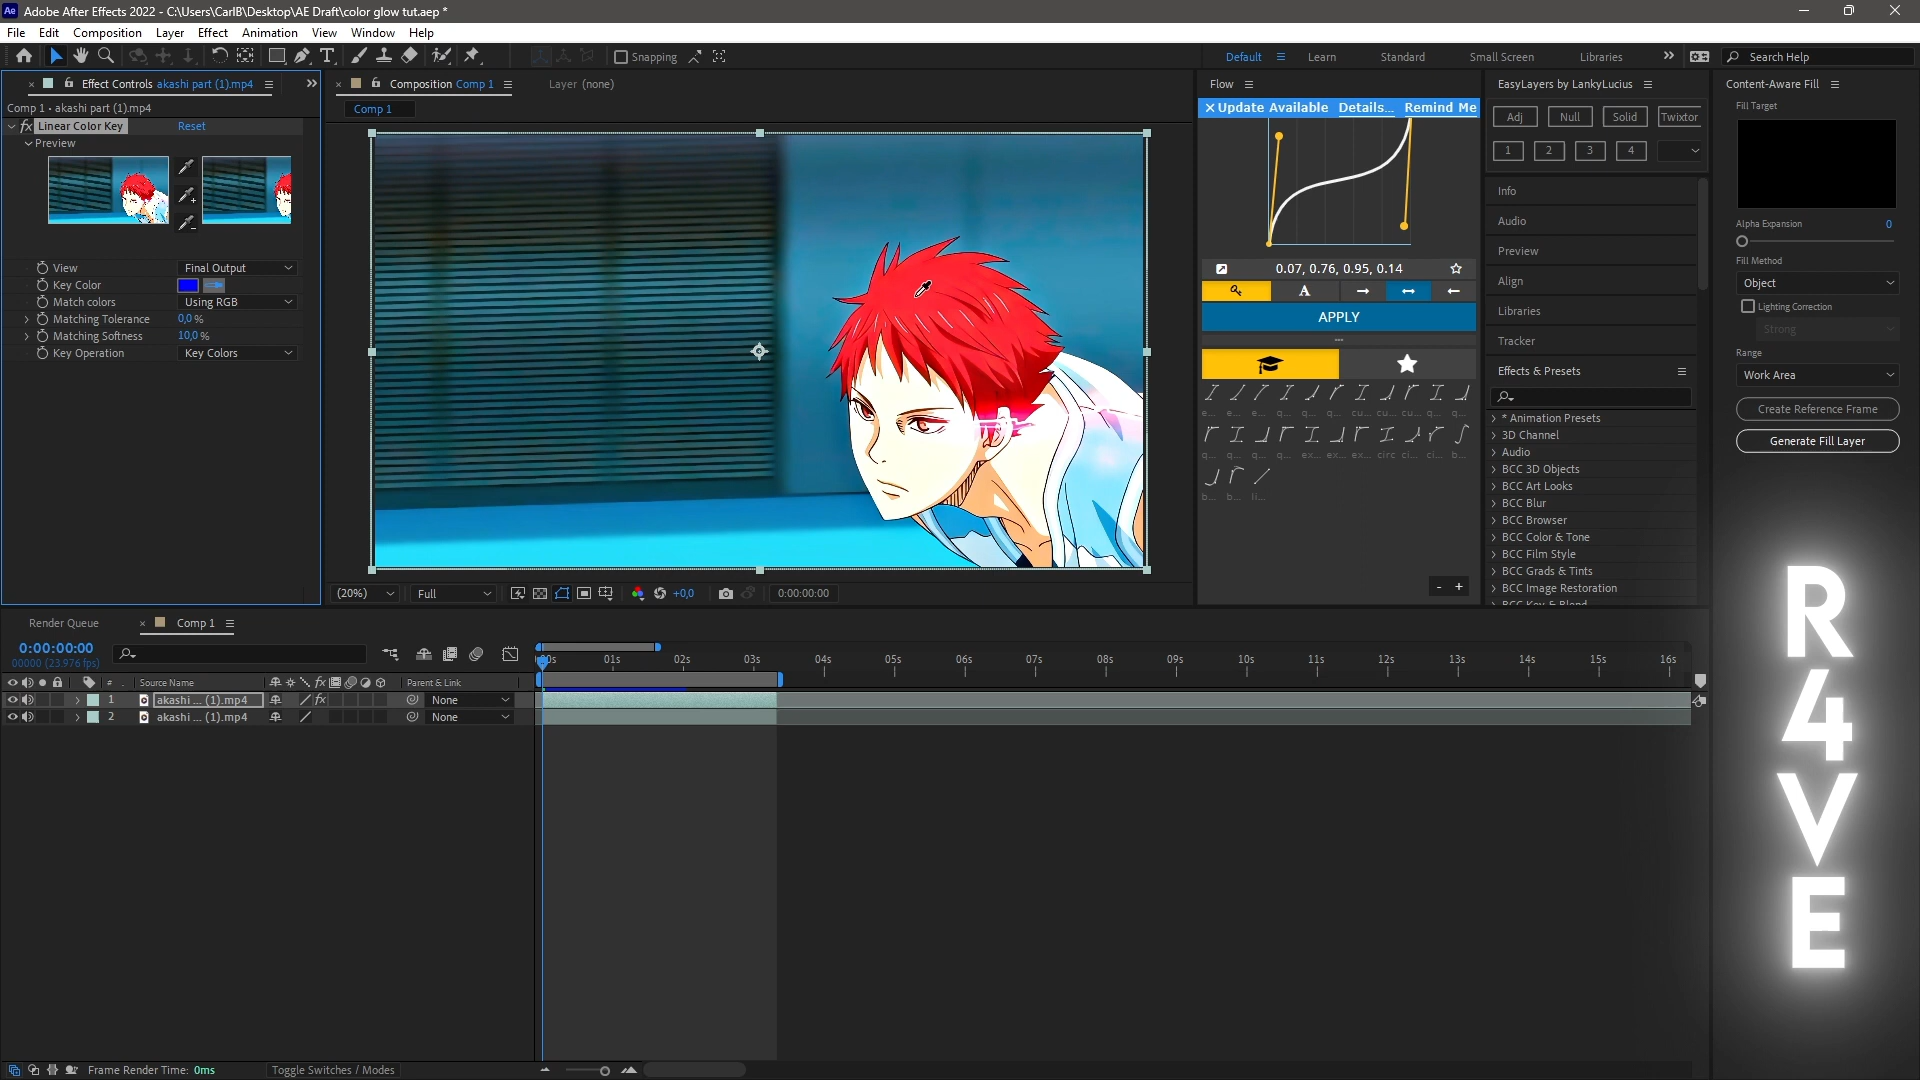 Adobe After Effects 2022 - C:\Users\CarlB\Desktop\AE Draft\color glow tut.aep *
File Edit Composition Layer Effect Animation View Window Help
Snapping
Default Learn Standard Small Screen Libraries Search Help
Effect Controls akashi part (1).mp4
Comp 1 • akashi part (1).mp4
fx Linear Color Key Reset
Preview
View Final Output
Key Color
Match colors Using RGB
Matching Tolerance 0,0 %
Matching Softness 10,0 %
Key Operation Key Colors
Composition Comp 1 Layer (none)
Comp 1
(20%) Full +0,0 0:00:00:00
Flow
Update Available Details... Remind Me
0.07, 0.76, 0.95, 0.14
A
APPLY
- +
EasyLayers by LankyLucius
Adj Null Solid Twixtor
1 2 3 4
Info
Audio
Preview
Align
Libraries
Tracker
Effects & Presets
* Animation Presets
3D Channel
Audio
BCC 3D Objects
BCC Art Looks
BCC Blur
BCC Browser
BCC Color & Tone
BCC Film Style
BCC Grads & Tints
BCC Image Restoration
BCC Key & Blend
Content-Aware Fill
Fill Target
Alpha Expansion 0
Fill Method
Object
Lighting Correction
Strong
Range
Work Area
Create Reference Frame
Generate Fill Layer
R
4
V
E
Render Queue Comp 1
0:00:00:00
00000 (23.976 fps)
00s 01s 02s 03s 04s 05s 06s 07s 08s 09s 10s 11s 12s 13s 14s 15s 16s
# Source Name fx Parent & Link
1 akashi ... (1).mp4 fx None
2 akashi ... (1).mp4 None
Frame Render Time: 0ms Toggle Switches / Modes